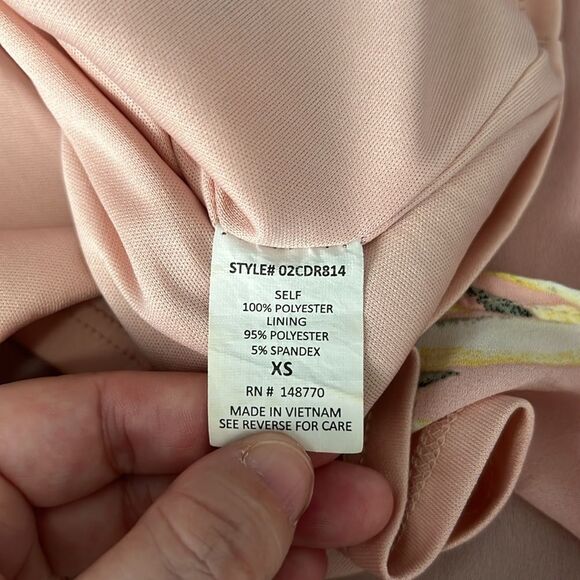 STYLE# 02CDR814
SELF
100% POLYESTER
LINING
95% POLYESTER
5% SPANDEX
XS
RN # 148770
MADE IN VIETNAM
SEE REVERSE FOR CARE